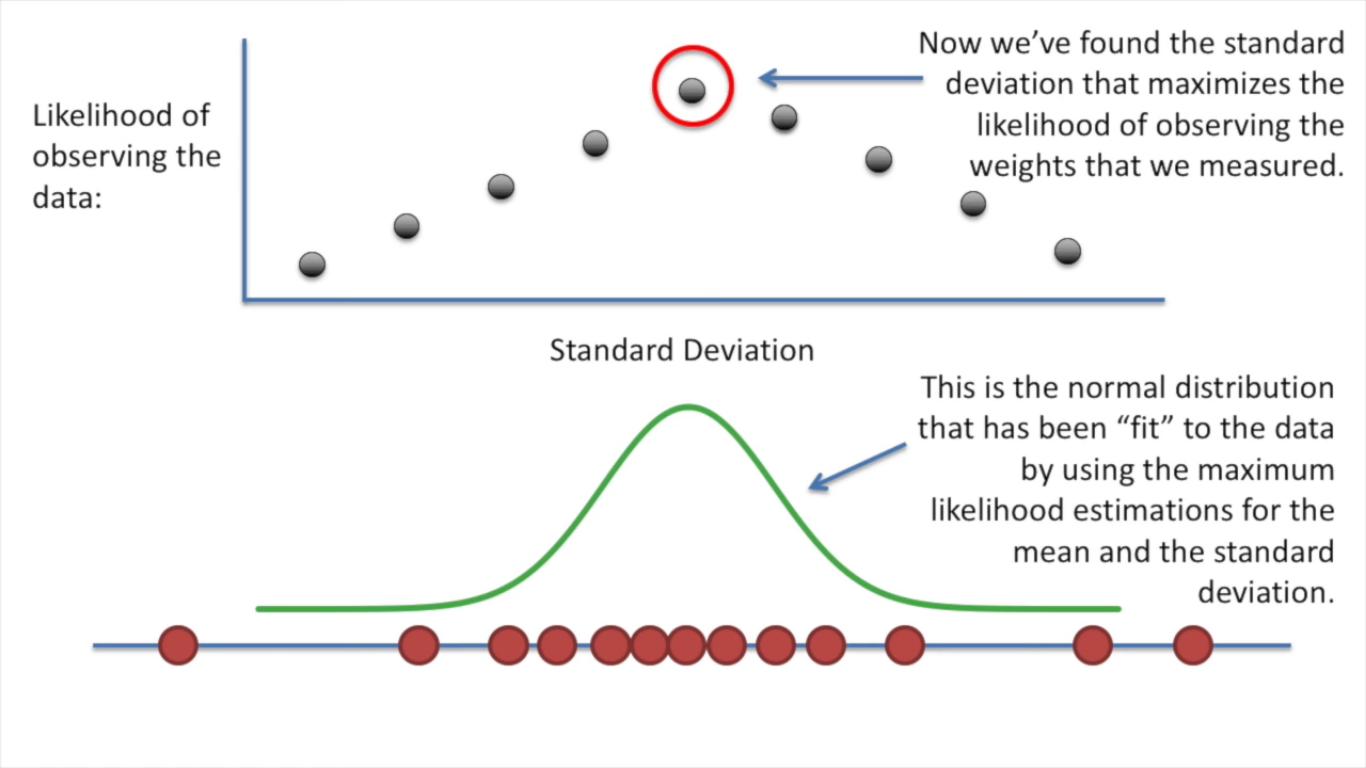 Now we’ve found the standard
deviation that maximizes the
likelihood of observing the
weights that we measured.
Likelihood of
observing the
data:
Standard Deviation
This is the normal distribution
that has been “fit” to the data
by using the maximum
likelihood estimations for the
mean and the standard
deviation.